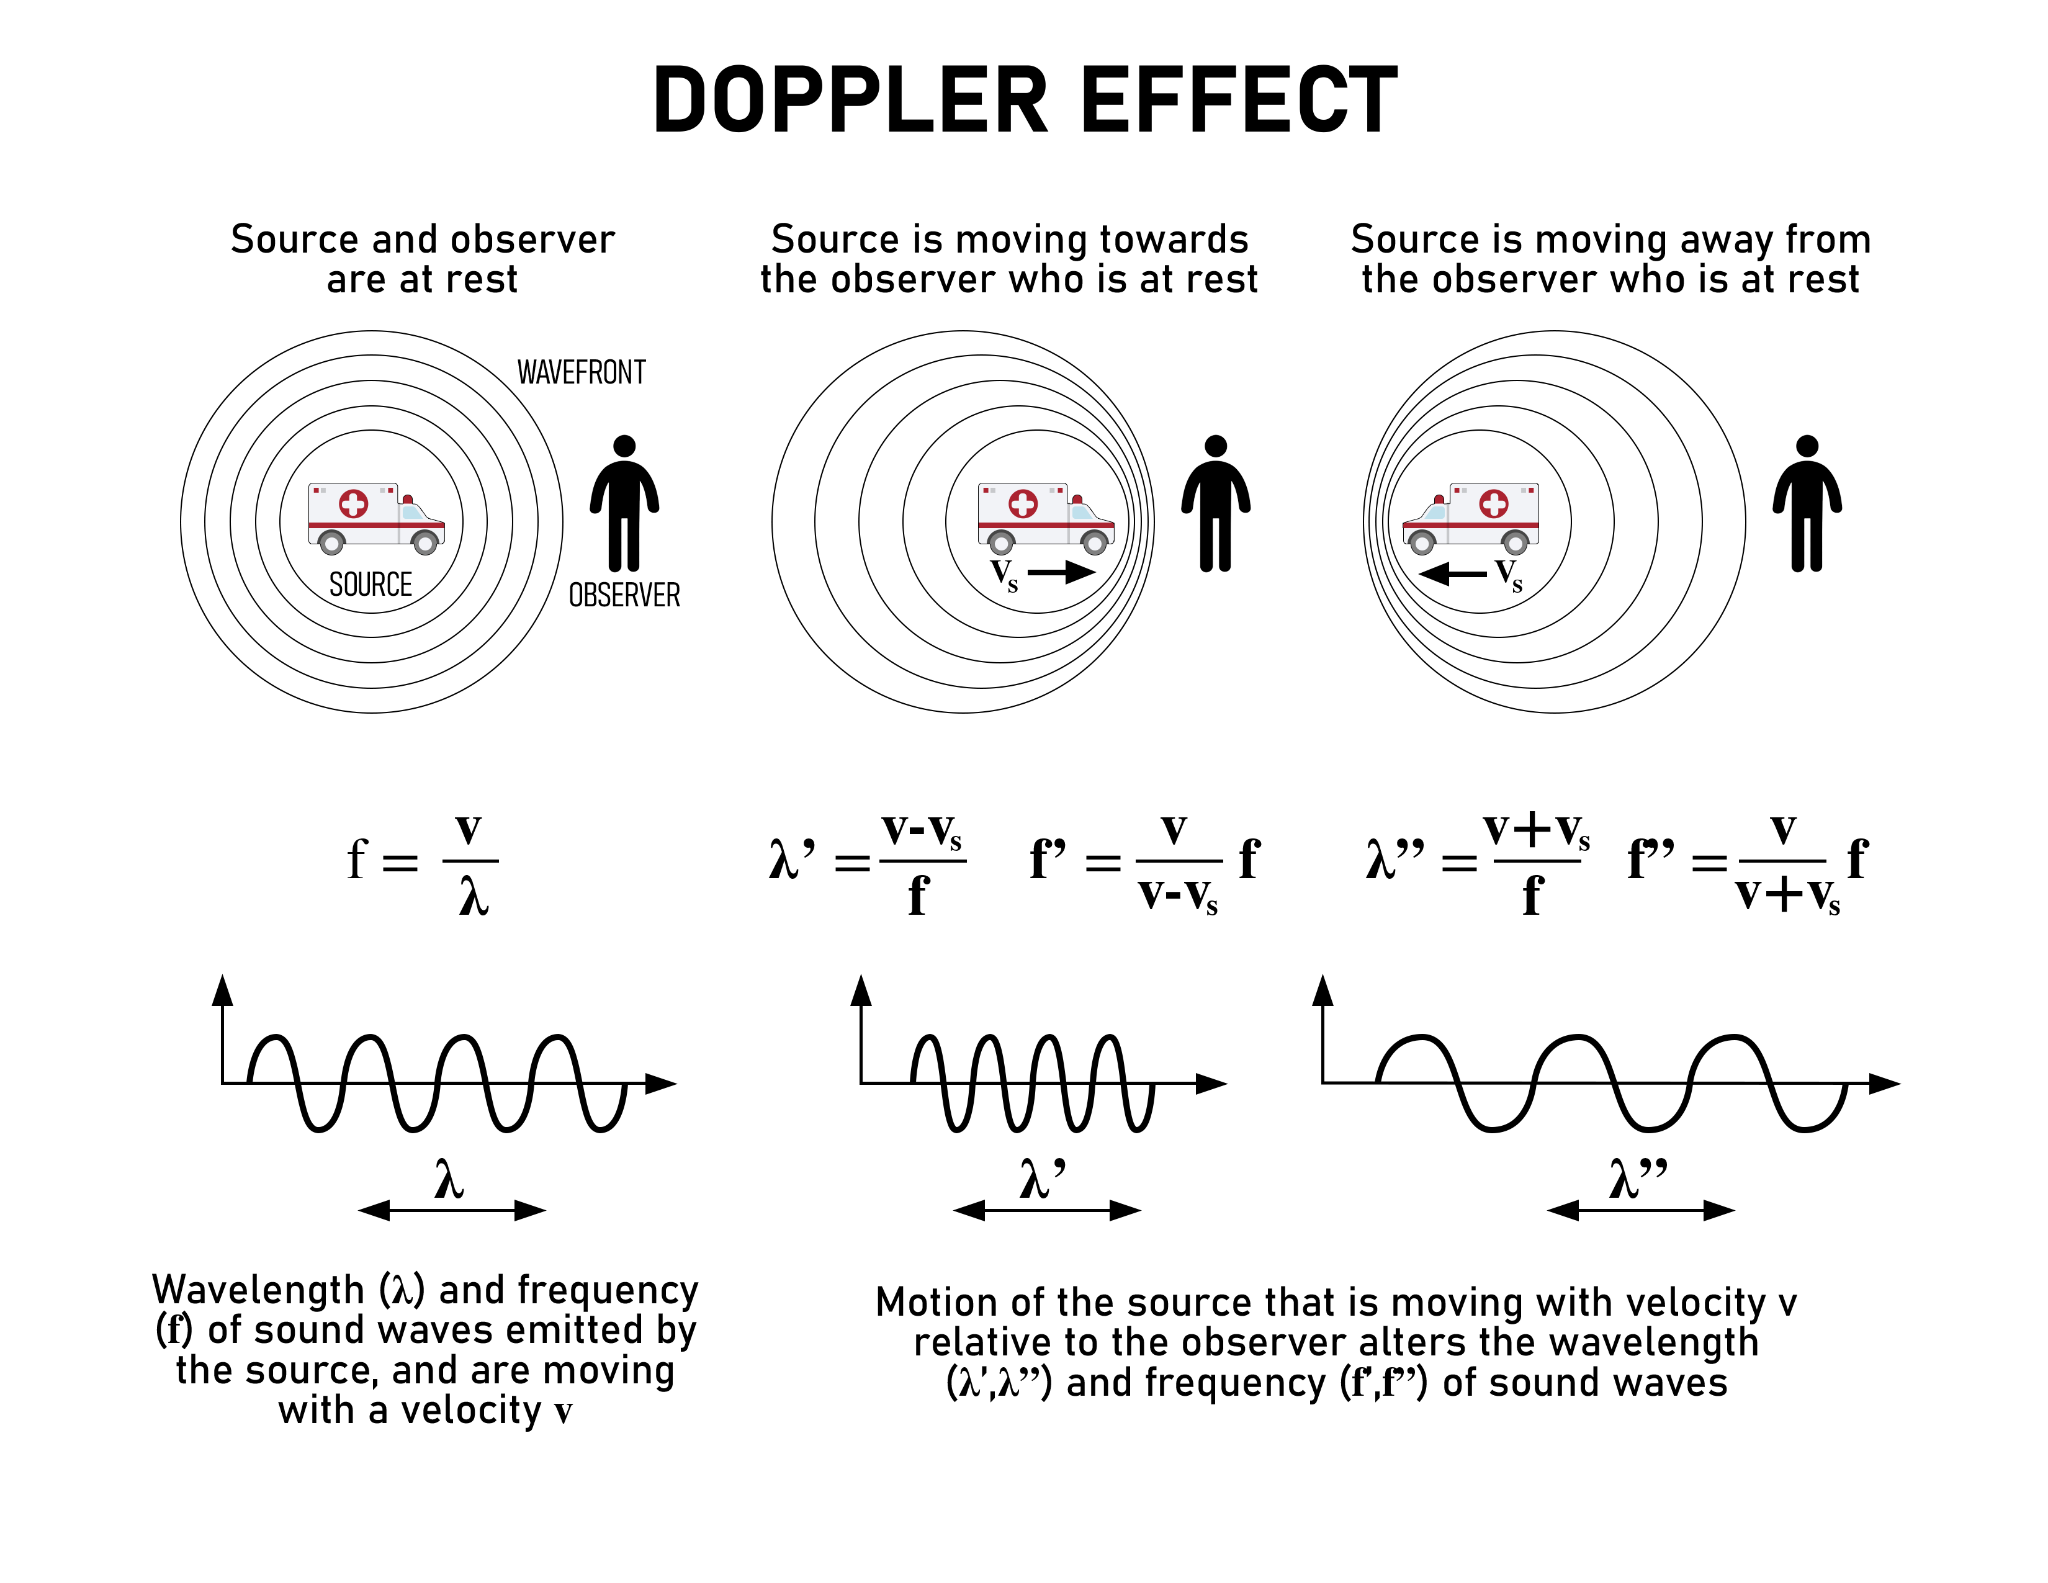 DOPPLER EFFECT
Source and observer
are at rest
Source is moving towards
the observer who is at rest
Source is moving away from
the observer who is at rest
WAVEFRONT
SOURCE
OBSERVER
vₛ
vₛ
f = v/λ
λ’ = v-vₛ/f
f’ = v/v-vₛ f
λ” = v+vₛ/f
f” = v/v+vₛ f
λ
λ’
λ”
Wavelength (λ) and frequency
(f) of sound waves emitted by
the source, and are moving
with a velocity v
Motion of the source that is moving with velocity v
relative to the observer alters the wavelength
(λ',λ”) and frequency (f',f”) of sound waves